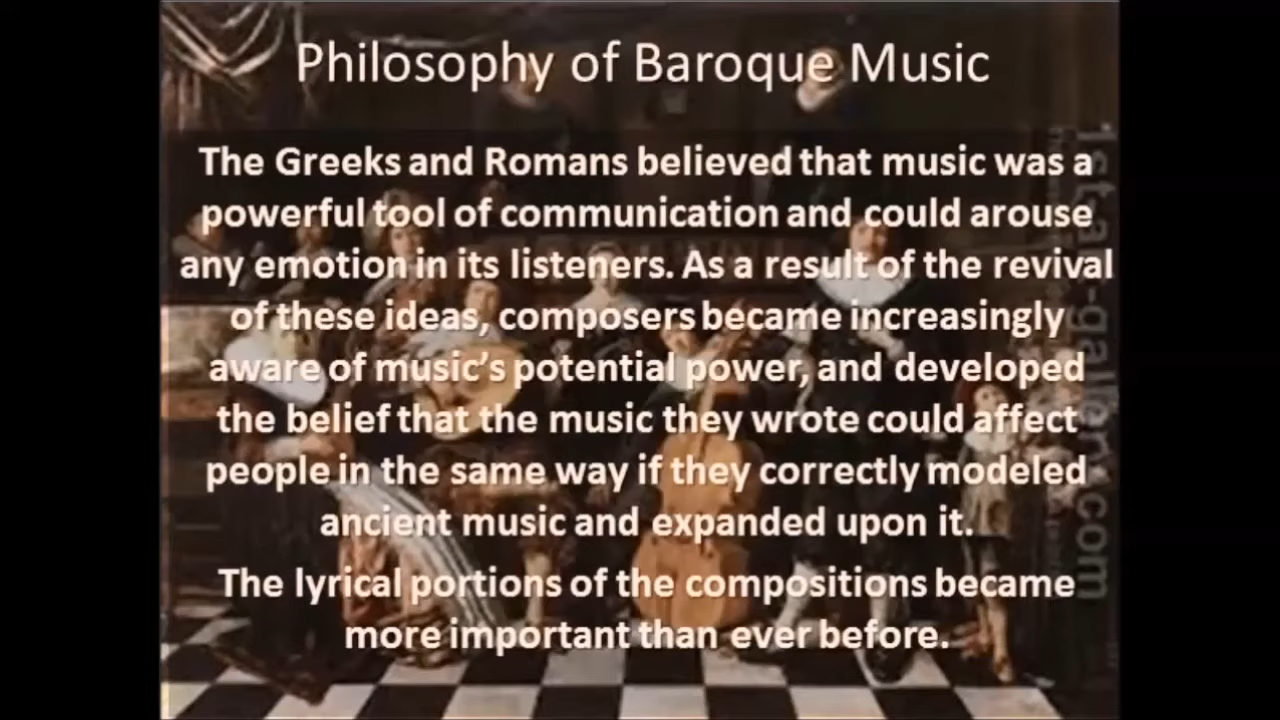 Philosophy of Baroque Music
The Greeks and Romans believed that music was a
powerful tool of communication and could arouse
any emotion in its listeners. As a result of the revival
of these ideas, composers became increasingly
aware of music's potential power, and developed
the belief that the music they wrote could affect
people in the same way if they correctly modeled
ancient music and expanded upon it.
The lyrical portions of the compositions became
more important than ever before.
1st-art-gallery.com